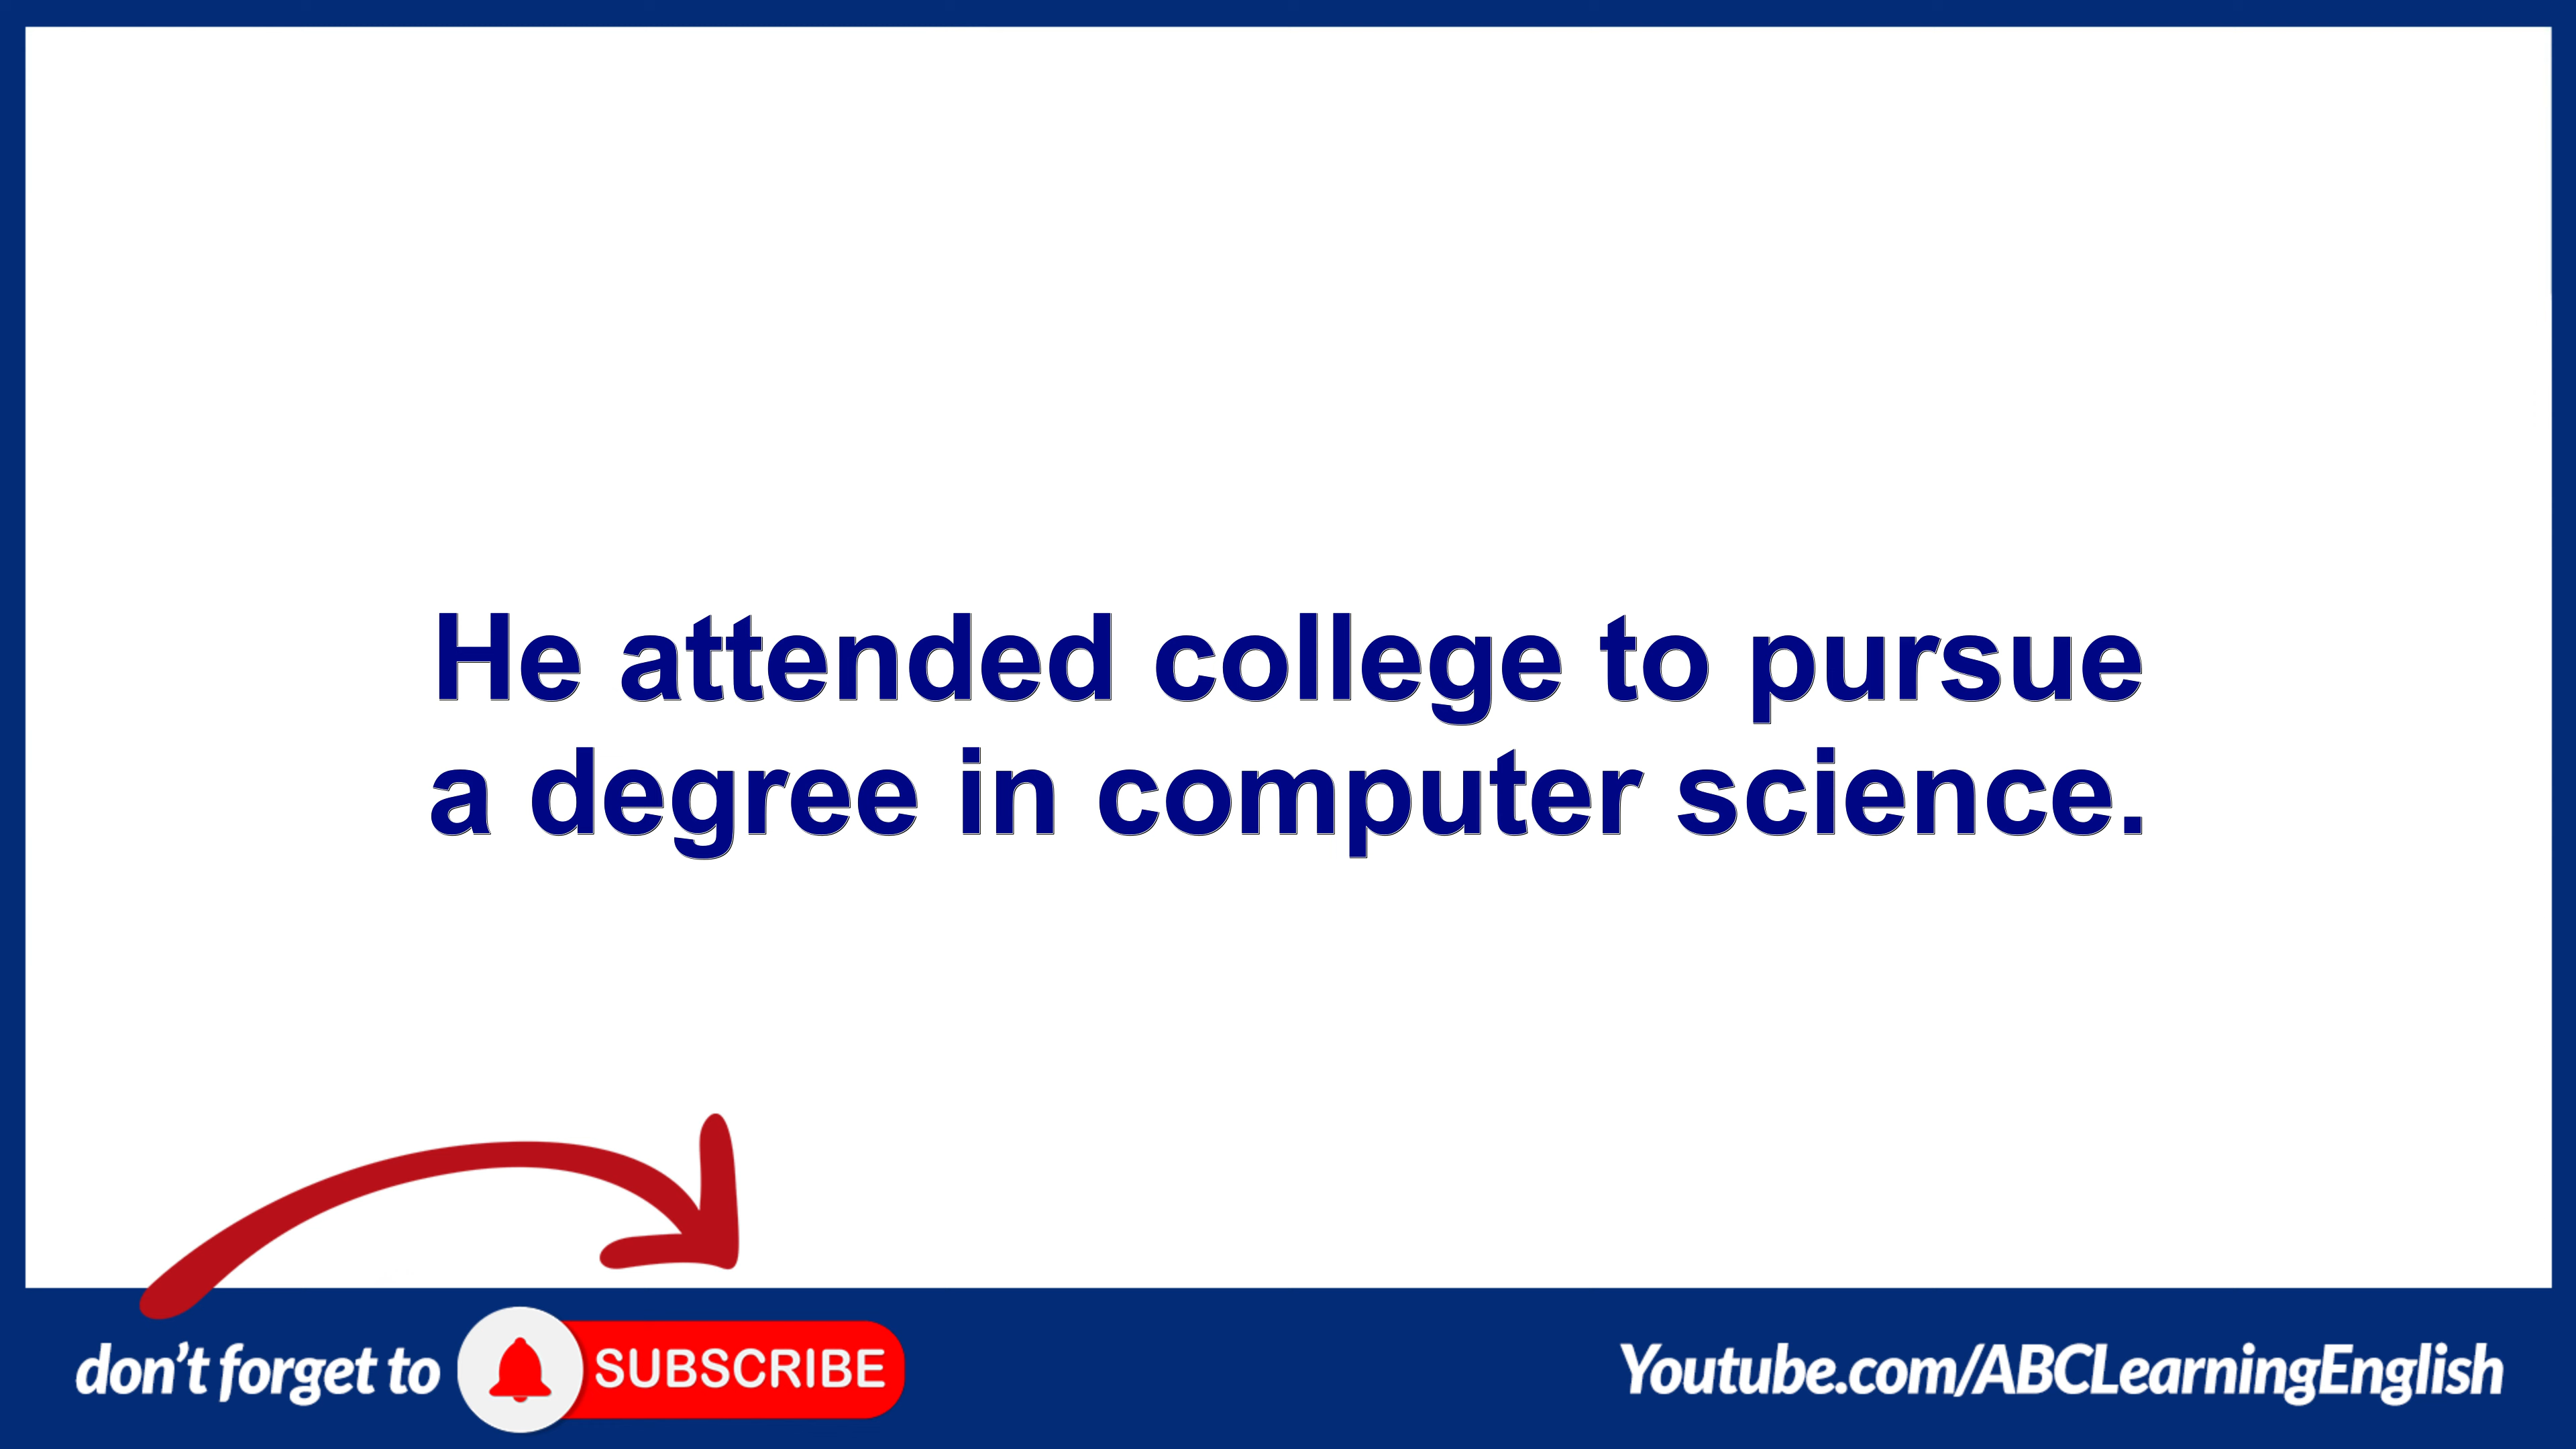 He attended college to pursue
a degree in computer science.
don’t forget to SUBSCRIBE
Youtube.com/ABCLearningEnglish